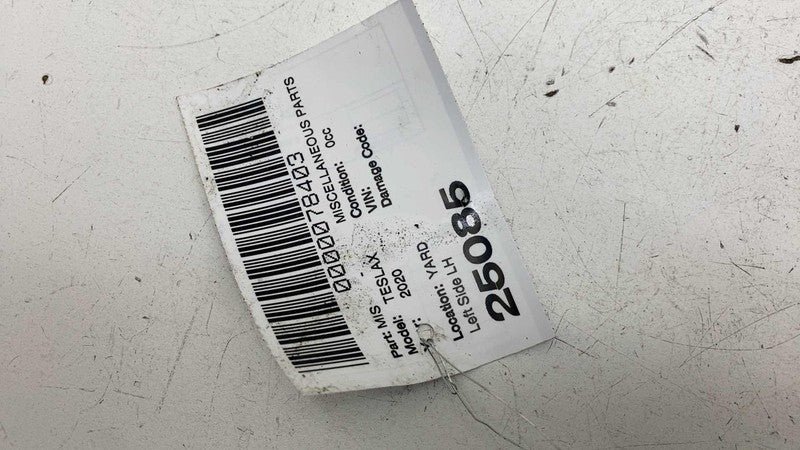 0000078403
Part: MIS MISCELLANEOUS PARTS
Model: TESLAX 0cc
2020 Condition:
VIN:
Location: YARD Damage Code:
Left Side LH
25085